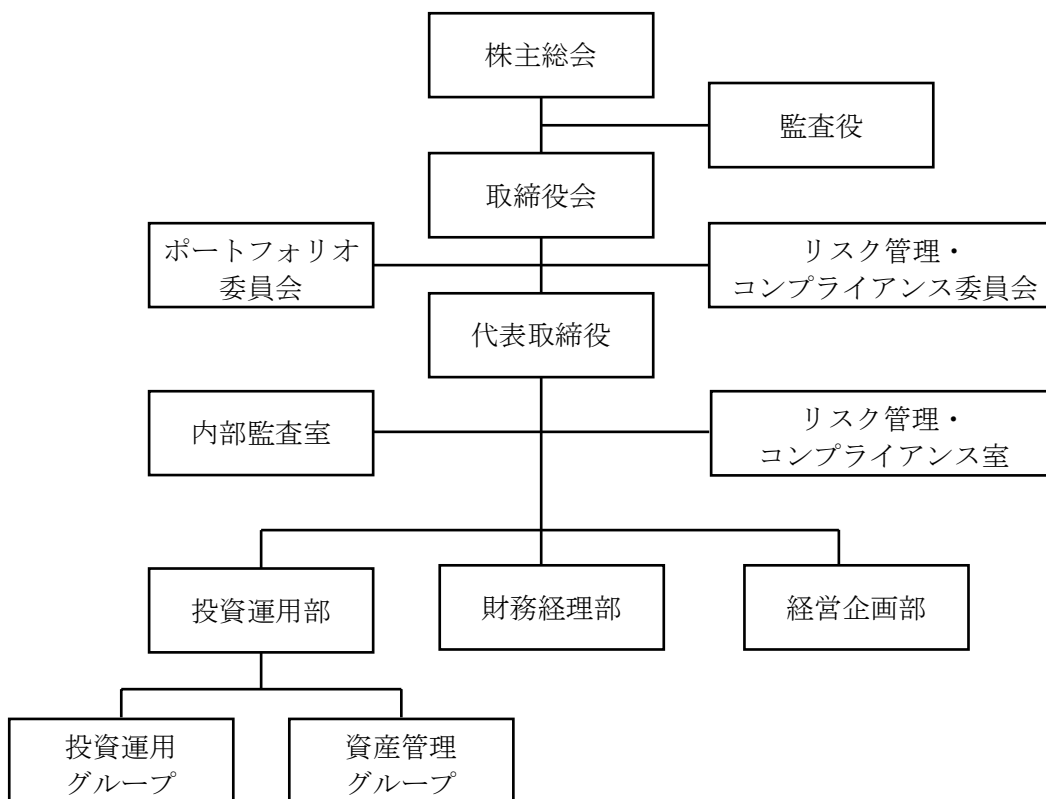 株主総会
監査役
取締役会
ポートフォリオ
委員会
リスク管理・
コンプライアンス委員会
代表取締役
内部監査室
リスク管理・
コンプライアンス室
投資運用部
財務経理部
経営企画部
投資運用
グループ
資産管理
グループ